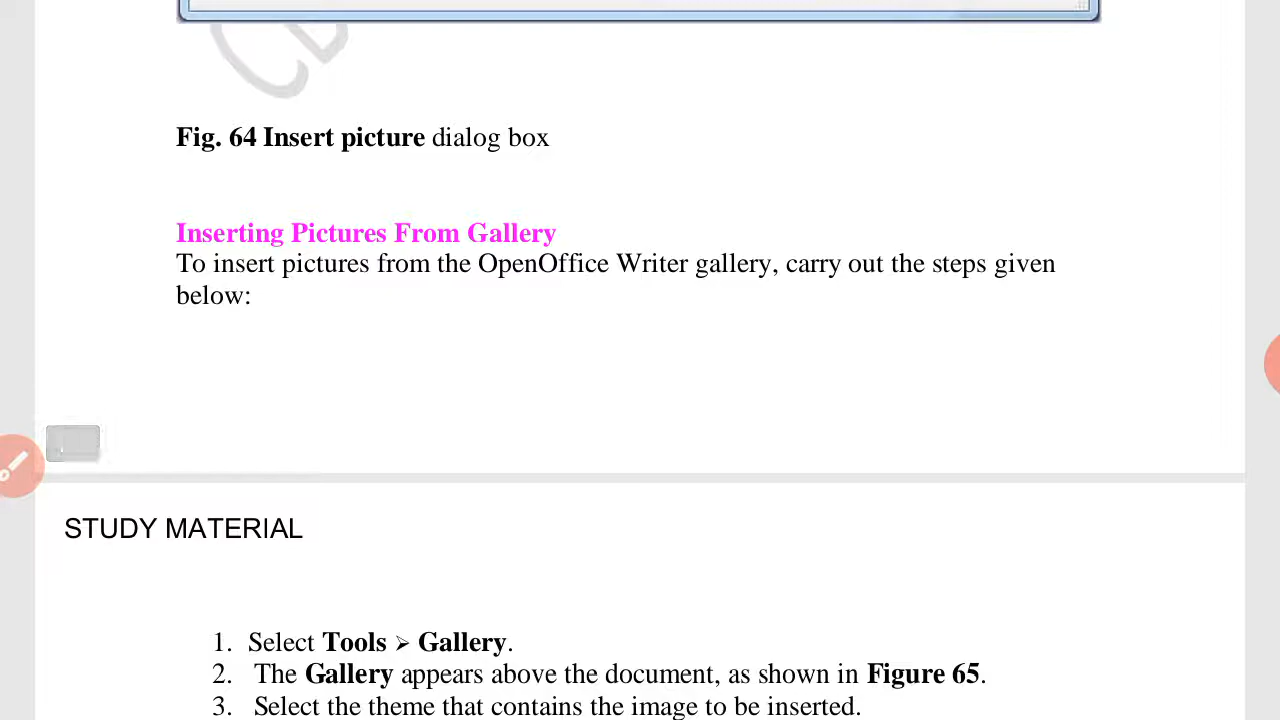 Fig. 64 Insert picture dialog box
Inserting Pictures From Gallery
To insert pictures from the OpenOffice Writer gallery, carry out the steps given
below:
STUDY MATERIAL
1. Select Tools ➢ Gallery.
2. The Gallery appears above the document, as shown in Figure 65.
3. Select the theme that contains the image to be inserted.